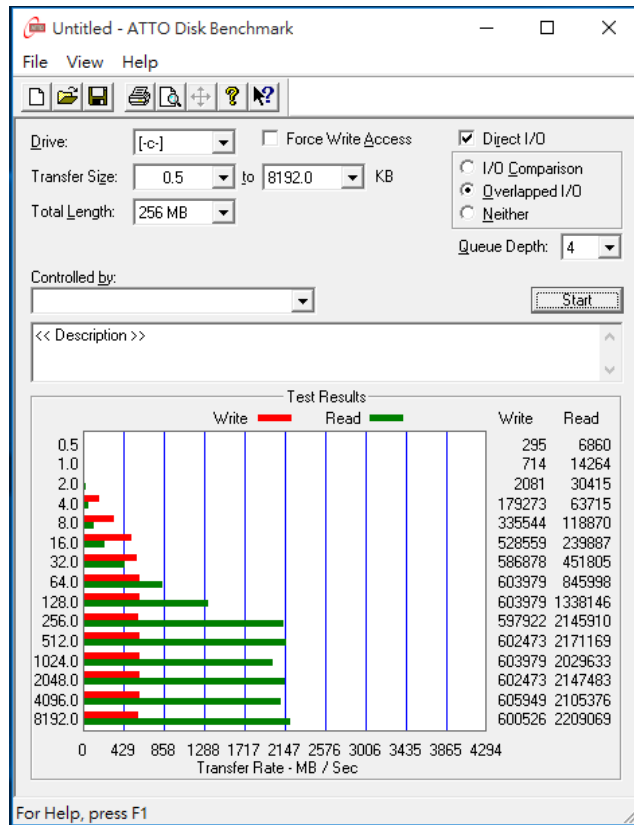 Untitled - ATTO Disk Benchmark
File View Help
Drive: [-c-] Force Write Access Direct I/O
Transfer Size: 0.5 to 8192.0 KB I/O Comparison
Overlapped I/O
Total Length: 256 MB Neither
Queue Depth: 4
Controlled by:
Start
<< Description >>
Test Results
Write Read Write Read
0.5 295 6860
1.0 714 14264
2.0 2081 30415
4.0 179273 63715
8.0 335544 118870
16.0 528559 239887
32.0 586878 451805
64.0 603979 845998
128.0 603979 1338146
256.0 597922 2145910
512.0 602473 2171169
1024.0 603979 2029633
2048.0 602473 2147483
4096.0 605949 2105376
8192.0 600526 2209069
0 429 858 1288 1717 2147 2576 3006 3435 3865 4294
Transfer Rate - MB / Sec
For Help, press F1